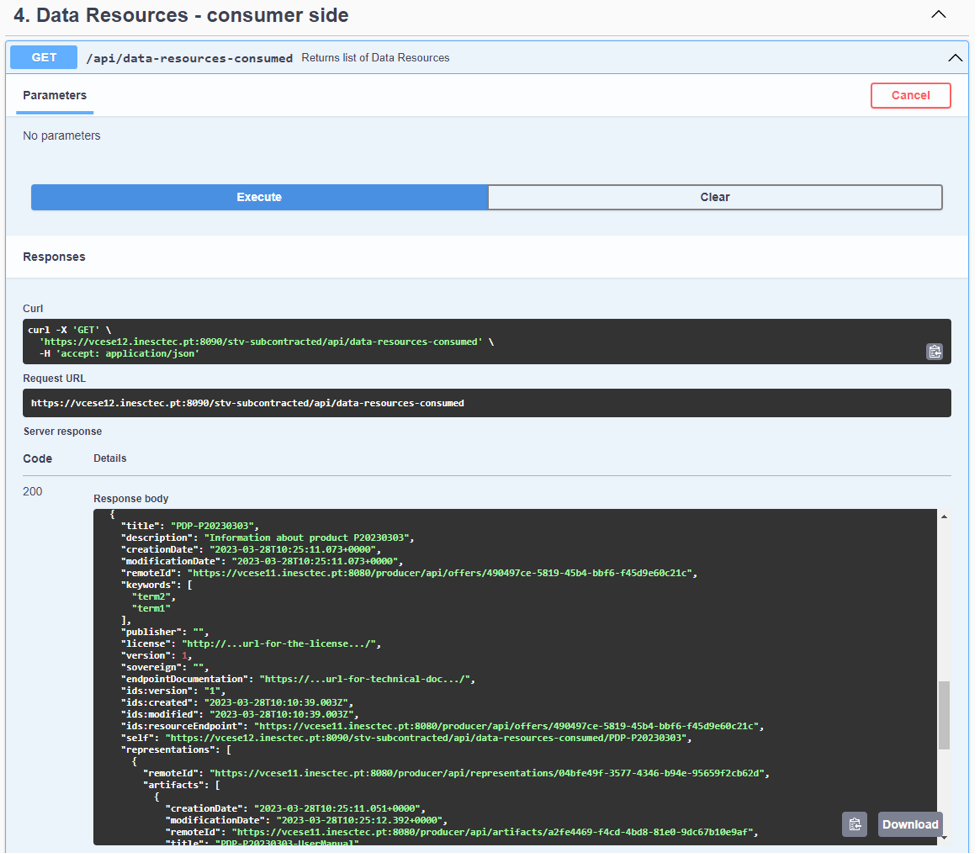 4. Data Resources - consumer side
GET /api/data-resources-consumed Returns list of Data Resources
Parameters
Cancel
No parameters
Execute
Clear
Responses
Curl
curl -X 'GET' \
'https://vcese12.inesctec.pt:8090/stv-subcontracted/api/data-resources-consumed' \
-H 'accept: application/json'
Request URL
https://vcese12.inesctec.pt:8090/stv-subcontracted/api/data-resources-consumed
Server response
Code Details
200
Response body
{
"title": "PDP-P20230303",
"description": "Information about product P20230303",
"creationDate": "2023-03-28T10:25:11.073+0000",
"modificationDate": "2023-03-28T10:25:11.073+0000",
"remoteId": "https://vcese11.inesctec.pt:8080/producer/api/offers/490497ce-5819-45b4-bbf6-f45d9e60c21c",
"keywords": [
"term2",
"term1"
],
"publisher": "",
"license": "http://...url-for-the-license.../",
"version": 1,
"sovereign": "",
"endpointDocumentation": "https://...url-for-technical-doc.../",
"ids:version": "1",
"ids:created": "2023-03-28T10:10:39.003Z",
"ids:modified": "2023-03-28T10:10:39.003Z",
"ids:resourceEndpoint": "https://vcese11.inesctec.pt:8080/producer/api/offers/490497ce-5819-45b4-bbf6-f45d9e60c21c",
"self": "https://vcese12.inesctec.pt:8090/stv-subcontracted/api/data-resources-consumed/PDP-P20230303",
"representations": [
{
"remoteId": "https://vcese11.inesctec.pt:8080/producer/api/representations/04bfe49f-3577-4346-b94e-95659f2cb62d",
"artifacts": [
{
"creationDate": "2023-03-28T10:25:11.051+0000",
"modificationDate": "2023-03-28T10:25:12.392+0000",
"remoteId": "https://vcese11.inesctec.pt:8080/producer/api/artifacts/a2fe4469-f4cd-4bd8-81e0-9dc67b10e9af",
"title": "PDP-P20230303-UserManual",
Download